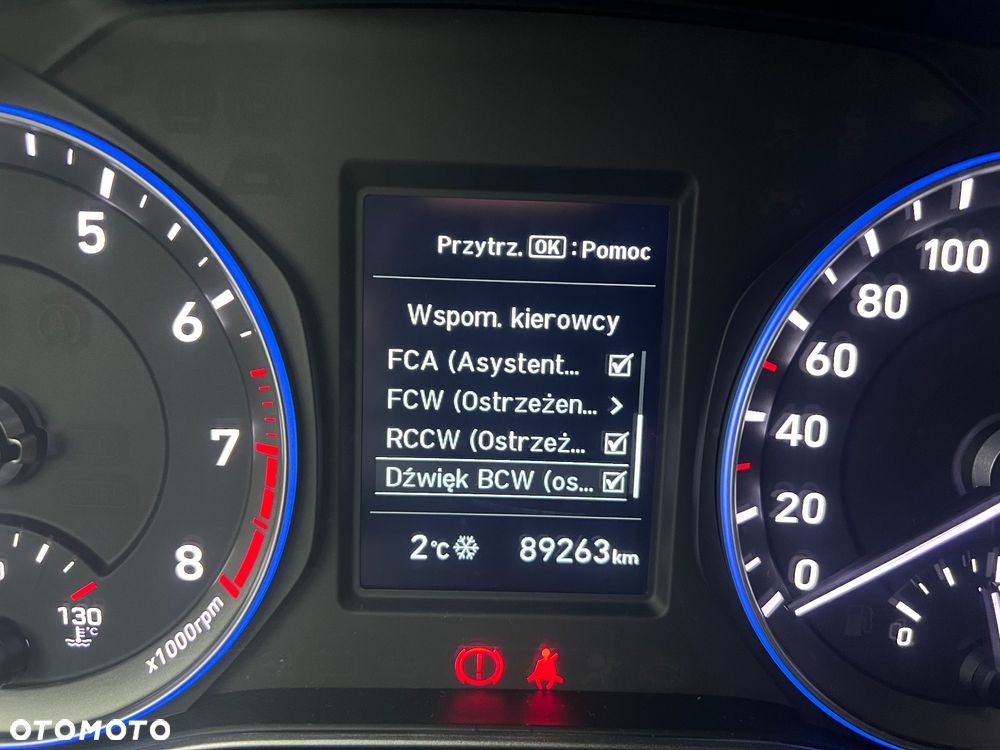 Przytrz. OK : Pomoc
Wspom. kierowcy
FCA (Asystent...
FCW (Ostrzeżen... >
RCCW (Ostrzeż...
Dźwięk BCW (os...
2°C 89263km
5
6
7
8
x1000rpm
130
°C
100
80
60
40
20
0
0
OTOMOTO